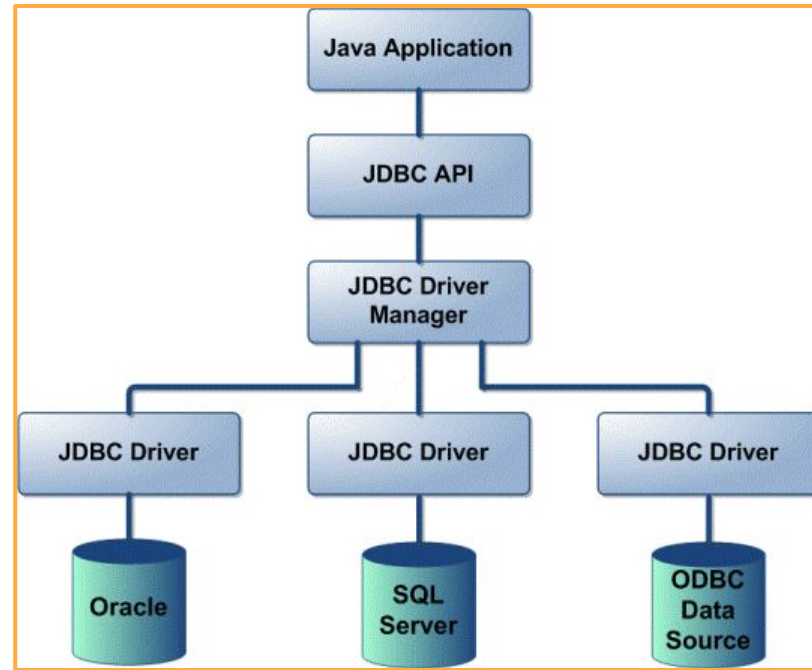 Java Application
JDBC API
JDBC Driver
Manager
JDBC Driver
JDBC Driver
JDBC Driver
Oracle
SQL
Server
ODBC
Data
Source